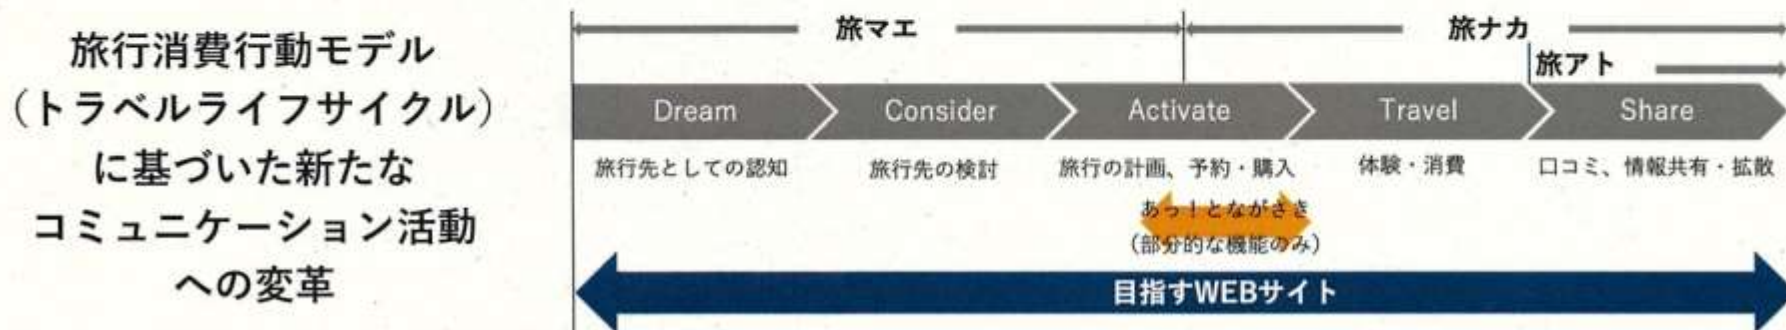 旅行消費行動モデル
（トラベルライフサイクル）
に基づいた新たな
コミュニケーション活動
への変革
旅マエ
旅ナカ
旅アト
Dream
Consider
Activate
Travel
Share
旅行先としての認知
旅行先の検討
旅行の計画、予約・購入
体験・消費
口コミ、情報共有・拡散
あっ！とながさき
（部分的な機能のみ）
目指すWEBサイト